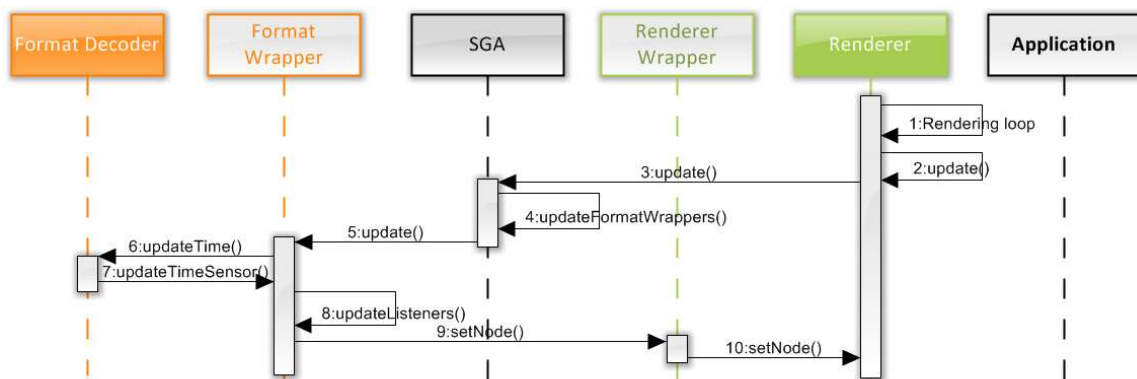 Format Decoder
Format
Wrapper
SGA
Renderer
Wrapper
Renderer
Application
1:Rendering loop
2:update()
3:update()
4:updateFormatWrappers()
5:update()
6:updateTime()
7:updateTimeSensor()
8:updateListeners()
9:setNode()
10:setNode()